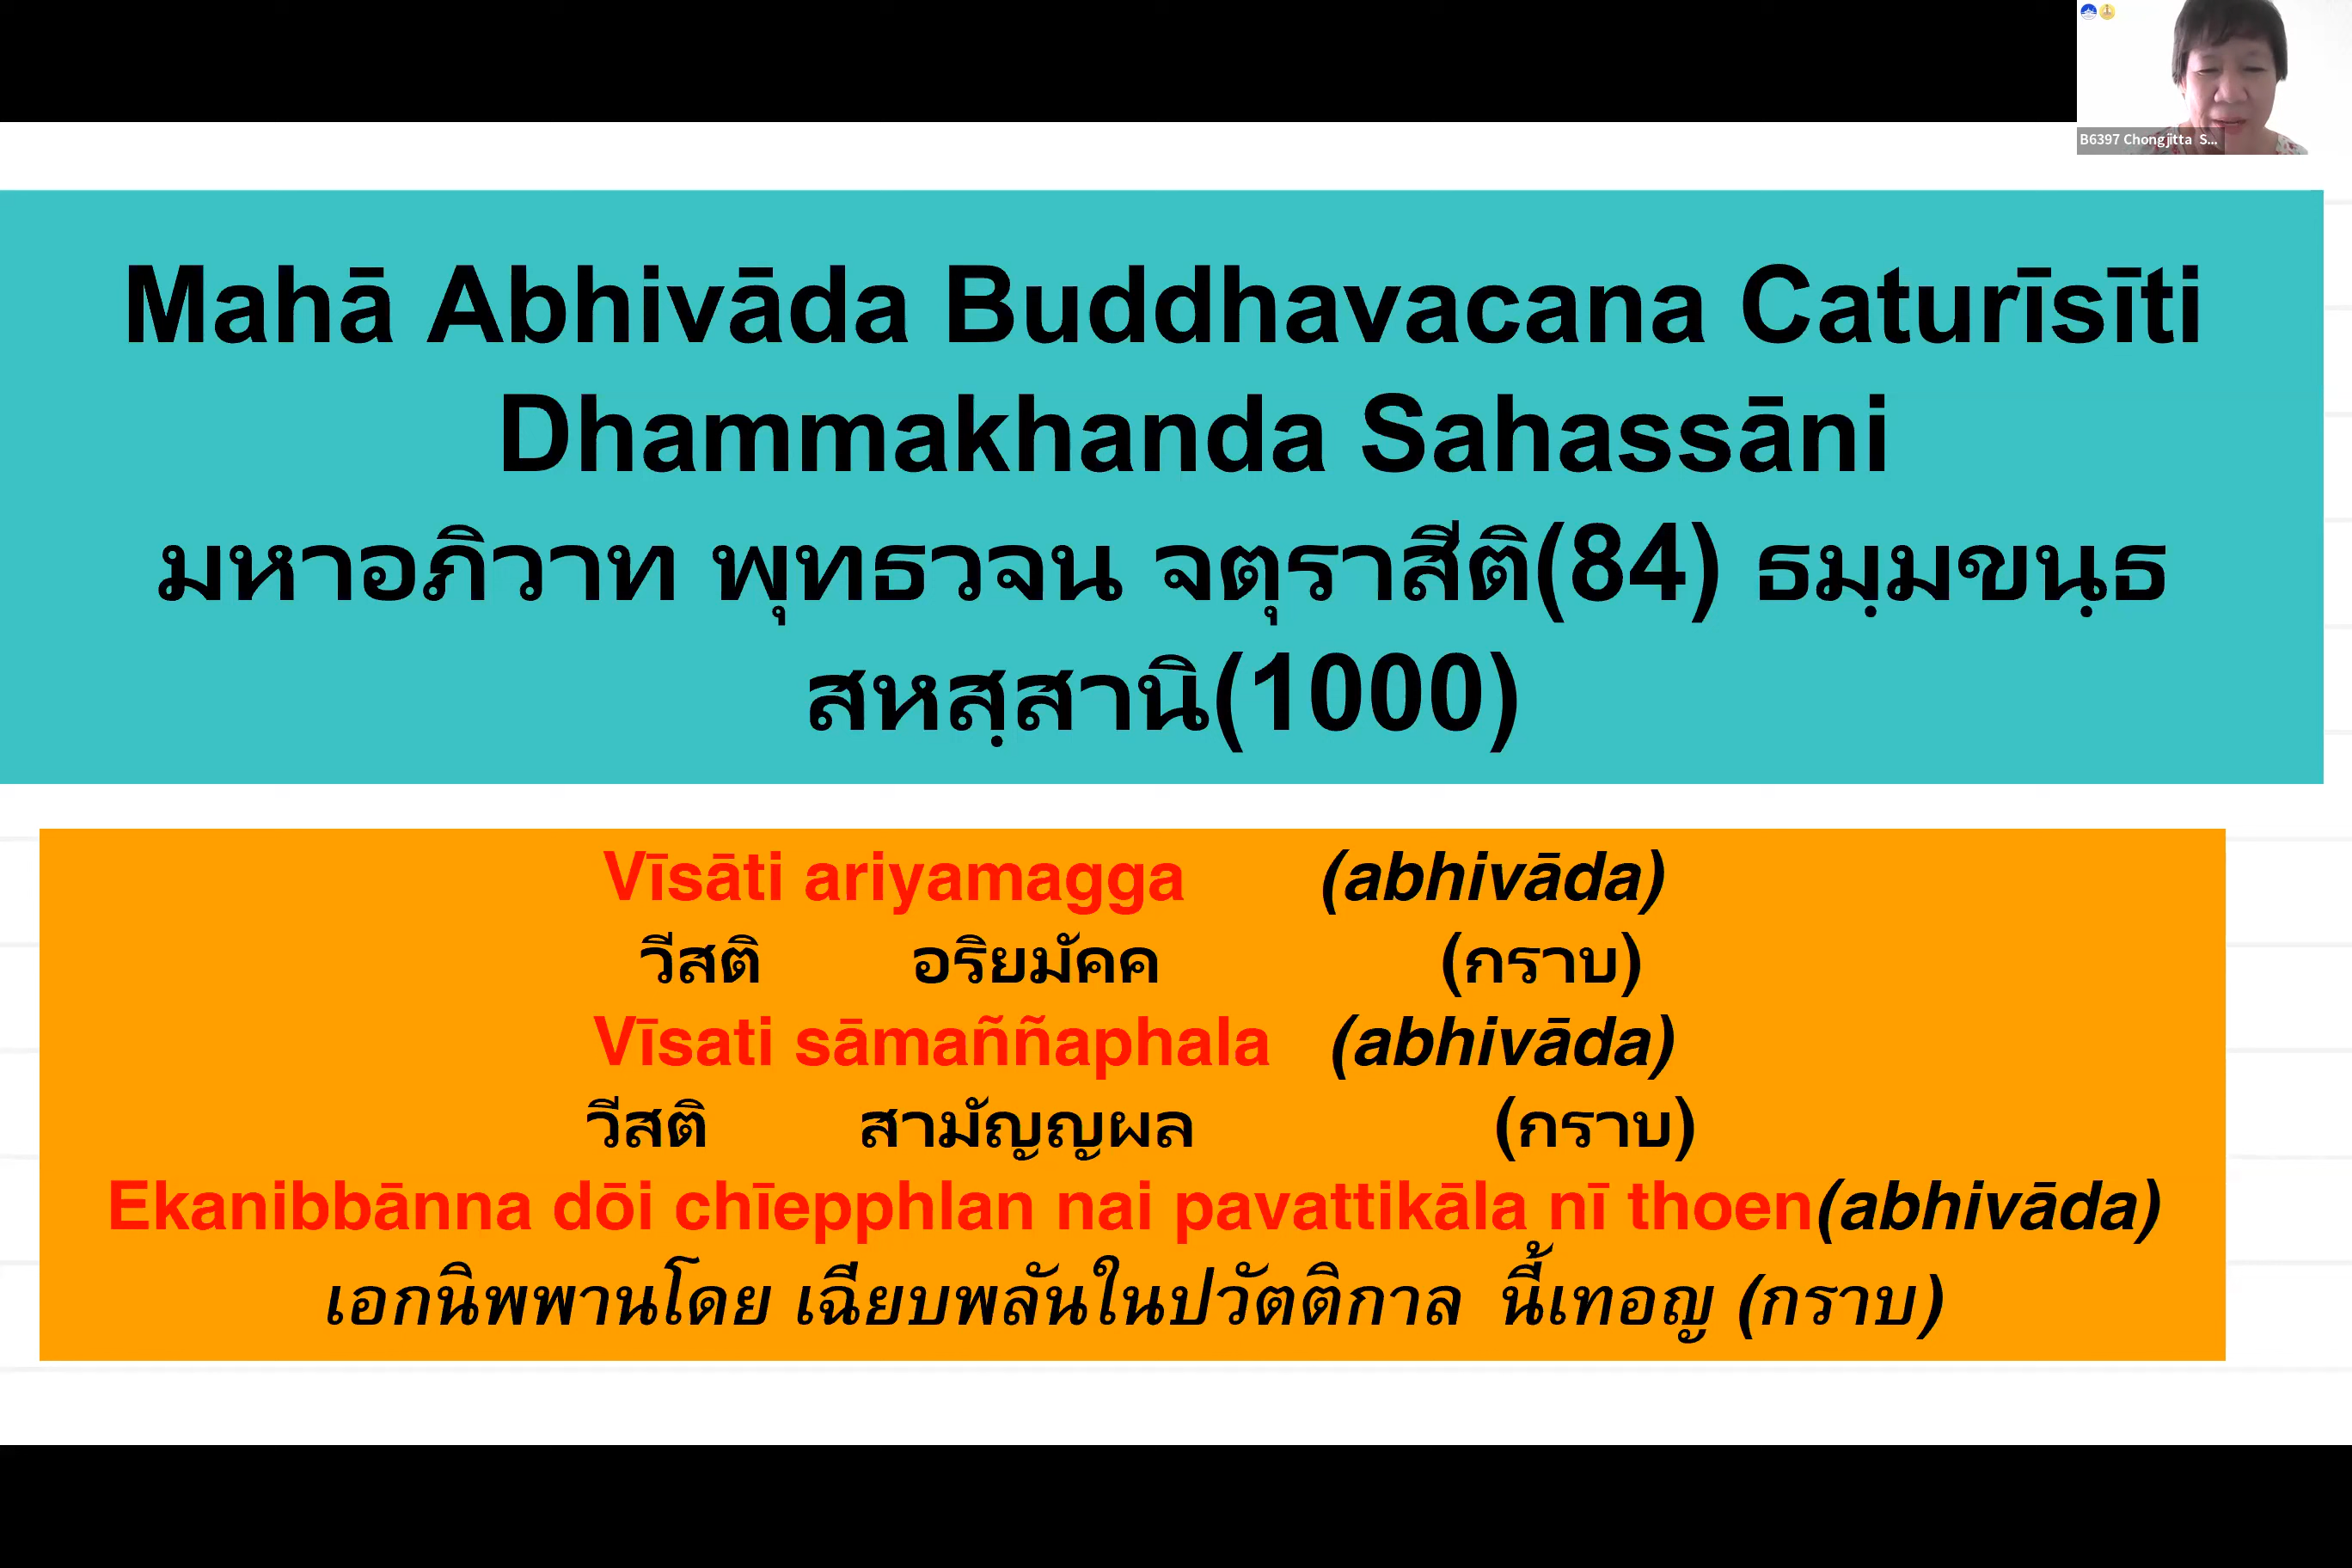 B6397 Chongjitta S...
Mahā Abhivāda Buddhavacana Caturīsīti
Dhammakhanda Sahassāni
มหาอภิวาท พุทธวจน จตุราสีติ(84) ธมฺมขนฺธ
สหสฺสานิ(1000)
Vīsāti ariyamagga (abhivāda)
วีสติ อริยมัคค (กราบ)
Vīsati sāmaññaphala (abhivāda)
วีสติ สามัญญผล (กราบ)
Ekanibbānna dōi chīepphlan nai pavattikāla nī thoen(abhivāda)
เอกนิพพานโดย เฉียบพลันในปวัตติกาล นี้เทอญ (กราบ)